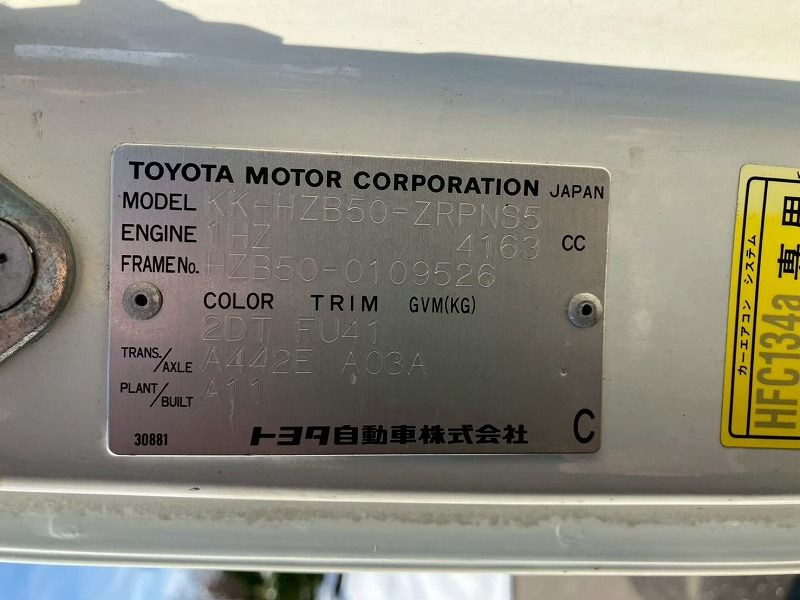 TOYOTA MOTOR CORPORATION JAPAN
MODEL KK-HZB50-ZRPNS5
ENGINE 1HZ 4163 CC
FRAME No. HZB50-0109526
COLOR TRIM GVM(KG)
2DT FU41
TRANS./AXLE A442E A03A
PLANT/BUILT A11
30881 トヨタ自動車株式会社 C
カーエアコン システム
HFC134a 専用